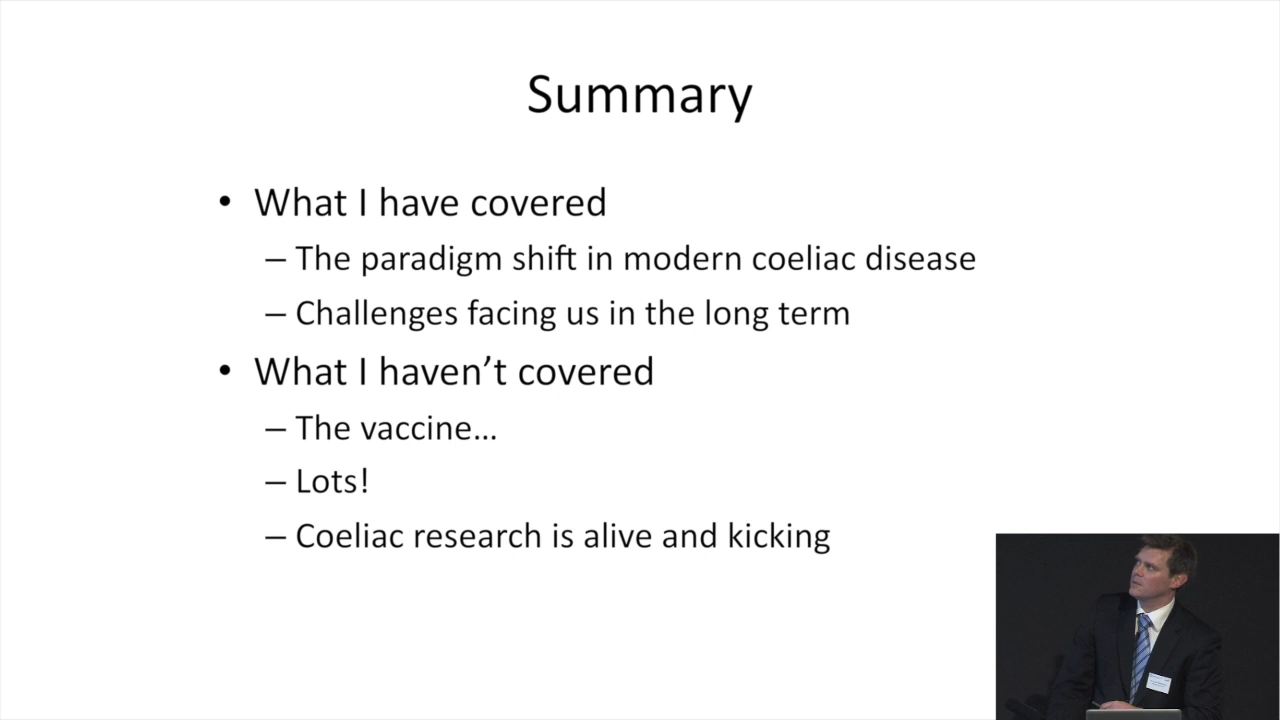 Summary
• What I have covered
– The paradigm shift in modern coeliac disease
– Challenges facing us in the long term
• What I haven’t covered
– The vaccine…
– Lots!
– Coeliac research is alive and kicking